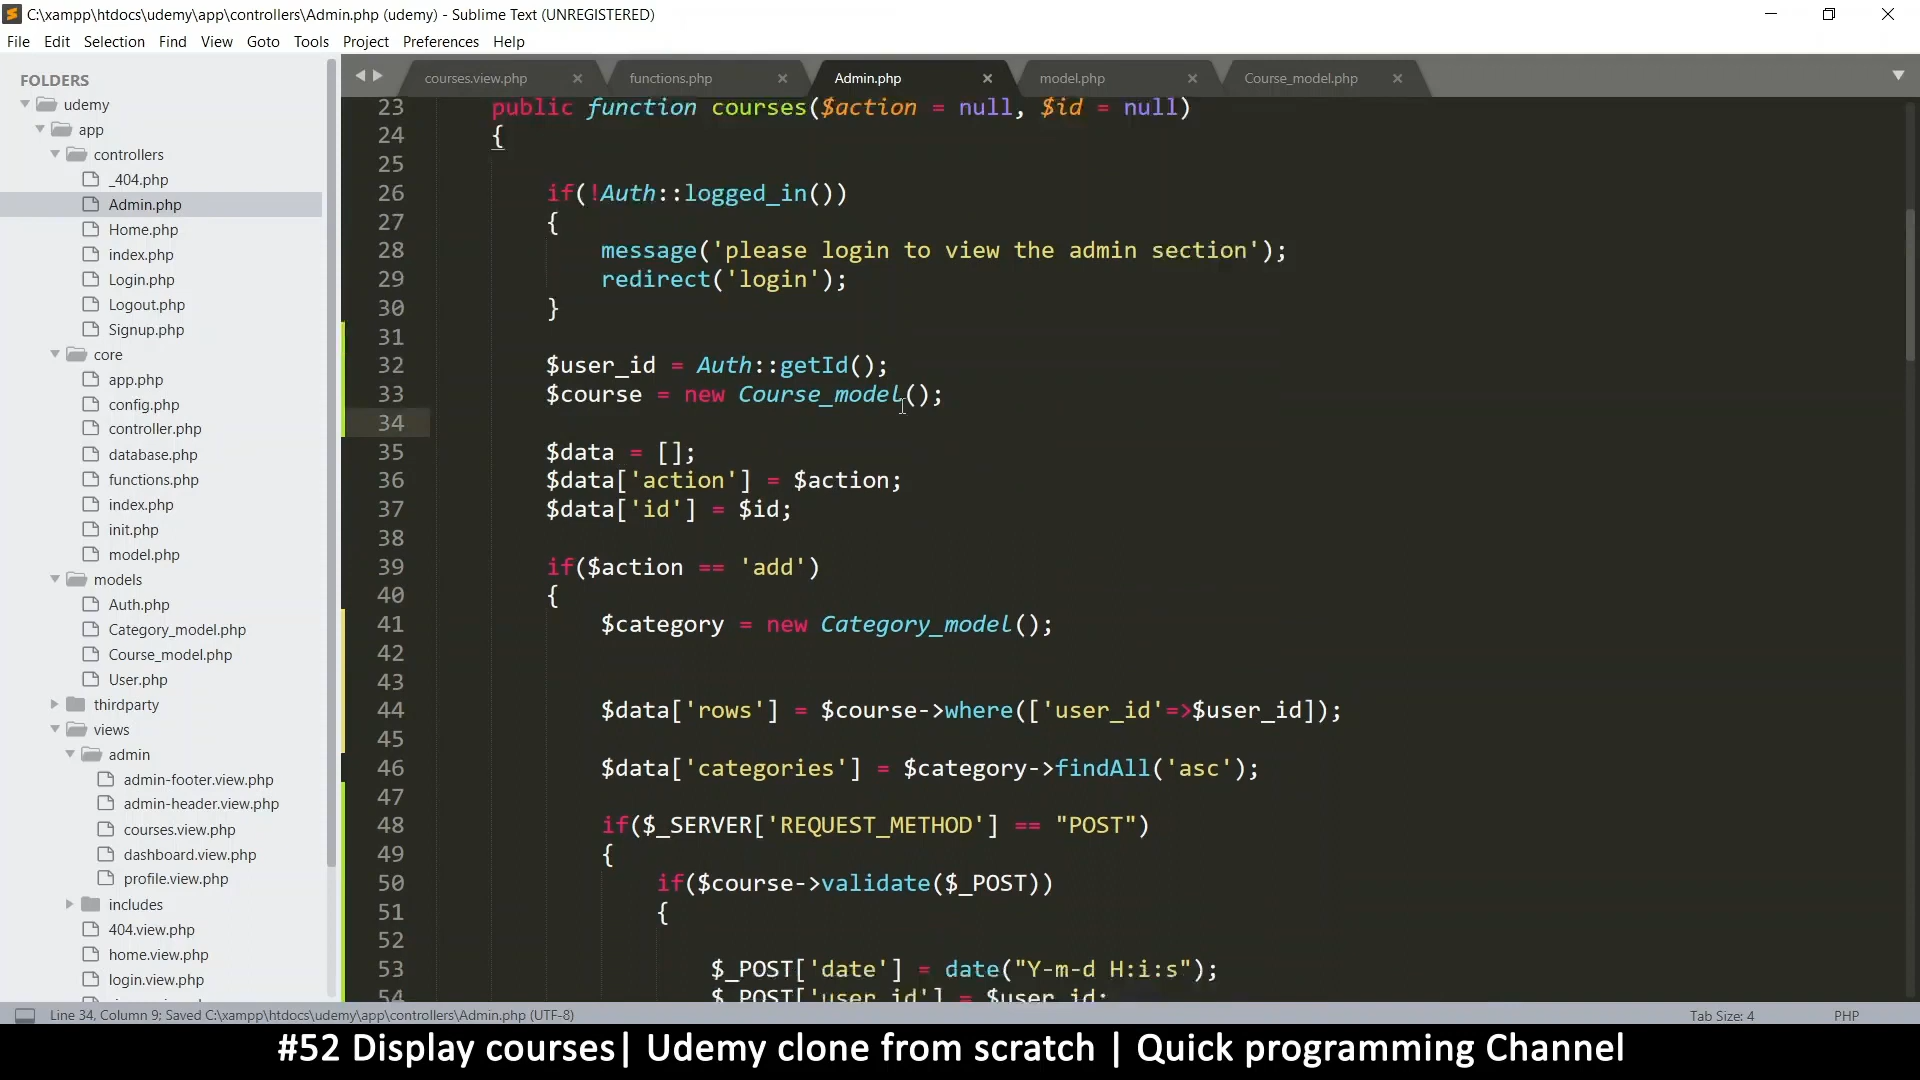 C:\xampp\htdocs\udemy\app\controllers\Admin.php (udemy) - Sublime Text (UNREGISTERED)
File Edit Selection Find View Goto Tools Project Preferences Help
FOLDERS
udemy
app
controllers
_404.php
Admin.php
Home.php
index.php
Login.php
Logout.php
Signup.php
core
app.php
config.php
controller.php
database.php
functions.php
index.php
init.php
model.php
models
Auth.php
Category_model.php
Course_model.php
User.php
thirdparty
views
admin
admin-footer.view.php
admin-header.view.php
courses.view.php
dashboard.view.php
profile.view.php
includes
404.view.php
home.view.php
login.view.php
courses.view.php functions.php Admin.php model.php Course_model.php
23 public function courses($action = null, $id = null)
24 {
25
26 if(!Auth::logged_in())
27 {
28 message('please login to view the admin section');
29 redirect('login');
30 }
31
32 $user_id = Auth::getId();
33 $course = new Course_model();
34
35 $data = [];
36 $data['action'] = $action;
37 $data['id'] = $id;
38
39 if($action == 'add')
40 {
41 $category = new Category_model();
42
43
44 $data['rows'] = $course->where(['user_id'=>$user_id]);
45
46 $data['categories'] = $category->findAll('asc');
47
48 if($_SERVER['REQUEST_METHOD'] == "POST")
49 {
50 if($course->validate($_POST))
51 {
52
53 $_POST['date'] = date("Y-m-d H:i:s");
54 $_POST['user_id'] = $user_id;
Line 34, Column 9; Saved C:\xampp\htdocs\udemy\app\controllers\Admin.php (UTF-8) Tab Size: 4 PHP
#52 Display courses| Udemy clone from scratch | Quick programming Channel